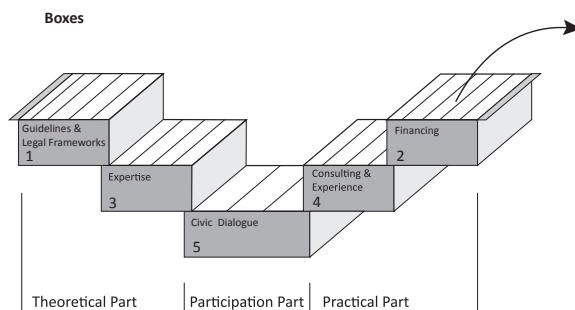 Boxes
Guidelines &
Legal Frameworks
1
Expertise
3
Civic Dialogue
5
Consulting &
Experience
4
Financing
2
Theoretical Part
Participation Part
Practical Part